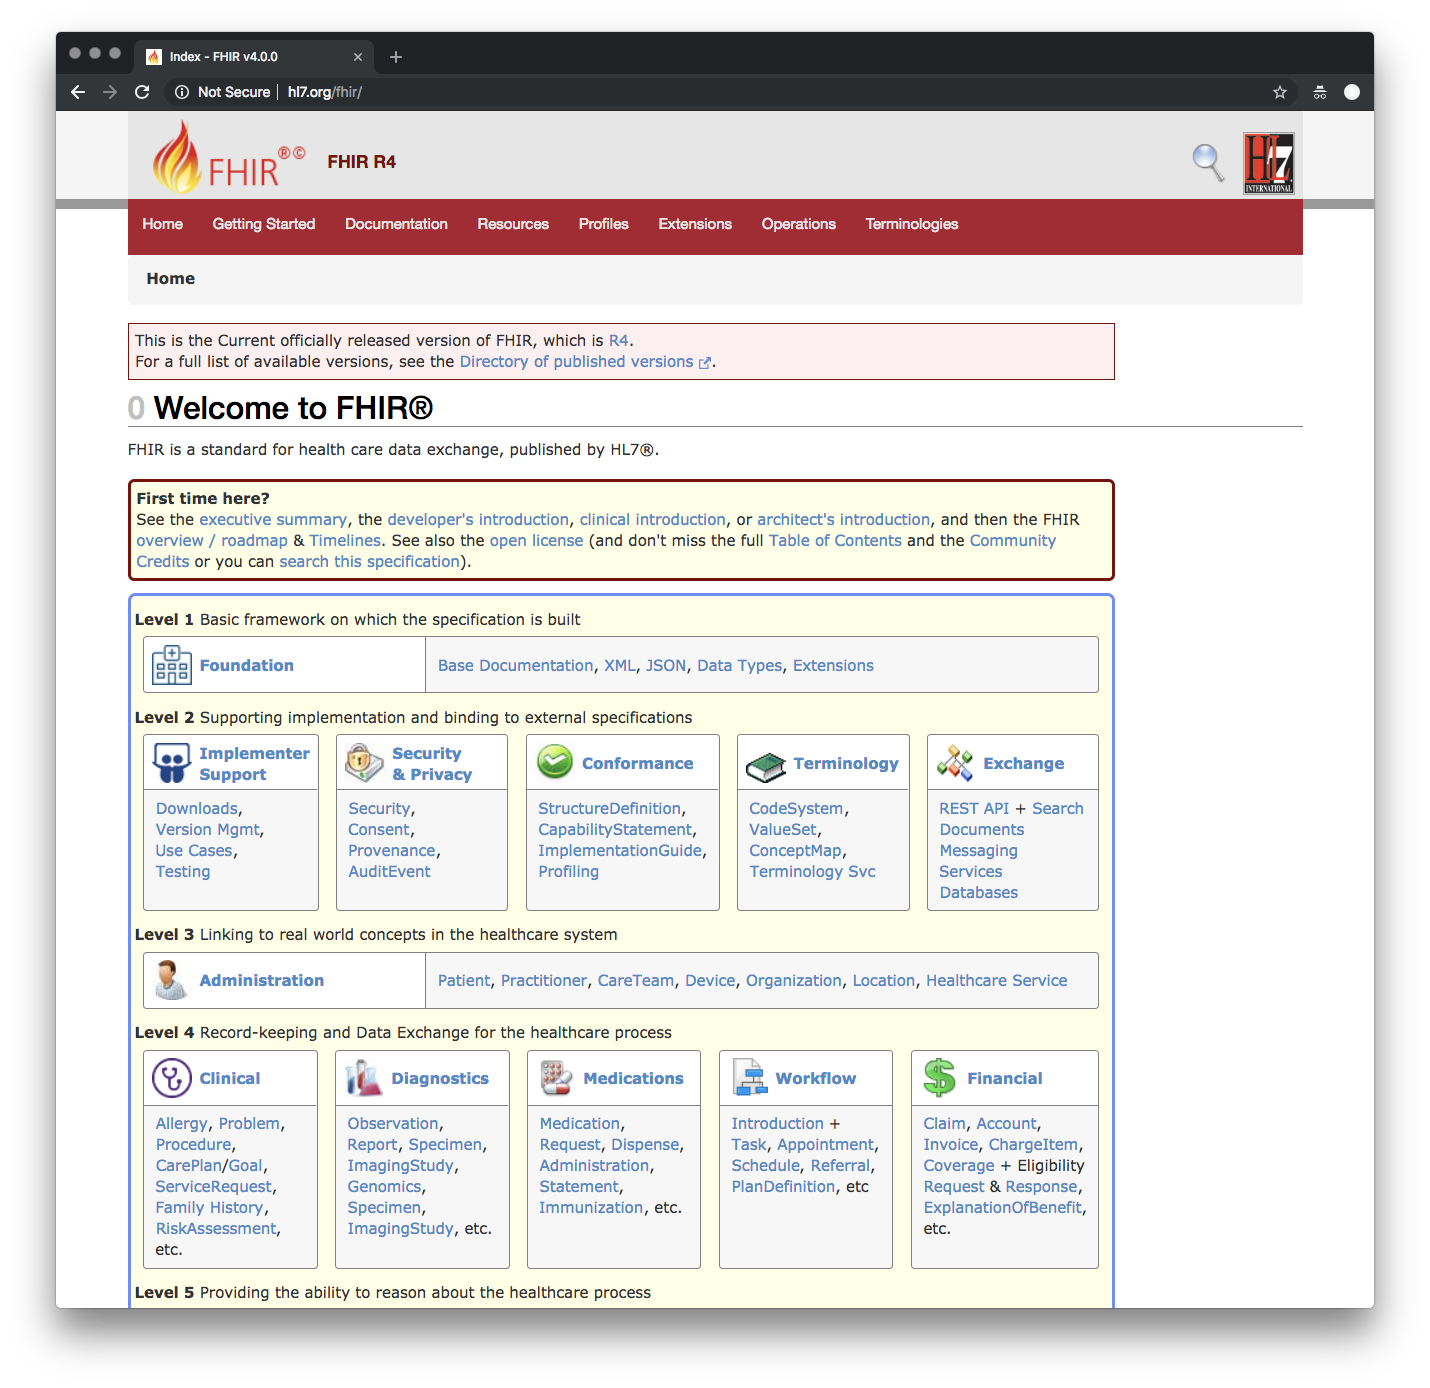 Index - FHIR v4.0.0
Not Secure | hl7.org/fhir/
FHIR®© FHIR R4
HL7 INTERNATIONAL
Home Getting Started Documentation Resources Profiles Extensions Operations Terminologies
Home
This is the Current officially released version of FHIR, which is R4.
For a full list of available versions, see the Directory of published versions.
0 Welcome to FHIR®
FHIR is a standard for health care data exchange, published by HL7®.
First time here?
See the executive summary, the developer's introduction, clinical introduction, or architect's introduction, and then the FHIR
overview / roadmap & Timelines. See also the open license (and don't miss the full Table of Contents and the Community
Credits or you can search this specification).
Level 1 Basic framework on which the specification is built
Foundation
Base Documentation, XML, JSON, Data Types, Extensions
Level 2 Supporting implementation and binding to external specifications
Implementer
Support
Downloads,
Version Mgmt,
Use Cases,
Testing
Security
& Privacy
Security,
Consent,
Provenance,
AuditEvent
Conformance
StructureDefinition,
CapabilityStatement,
ImplementationGuide,
Profiling
Terminology
CodeSystem,
ValueSet,
ConceptMap,
Terminology Svc
Exchange
REST API + Search
Documents
Messaging
Services
Databases
Level 3 Linking to real world concepts in the healthcare system
Administration
Patient, Practitioner, CareTeam, Device, Organization, Location, Healthcare Service
Level 4 Record-keeping and Data Exchange for the healthcare process
Clinical
Allergy, Problem,
Procedure,
CarePlan/Goal,
ServiceRequest,
Family History,
RiskAssessment,
etc.
Diagnostics
Observation,
Report, Specimen,
ImagingStudy,
Genomics,
Specimen,
ImagingStudy, etc.
Medications
Medication,
Request, Dispense,
Administration,
Statement,
Immunization, etc.
Workflow
Introduction +
Task, Appointment,
Schedule, Referral,
PlanDefinition, etc
Financial
Claim, Account,
Invoice, ChargeItem,
Coverage + Eligibility
Request & Response,
ExplanationOfBenefit,
etc.
Level 5 Providing the ability to reason about the healthcare process